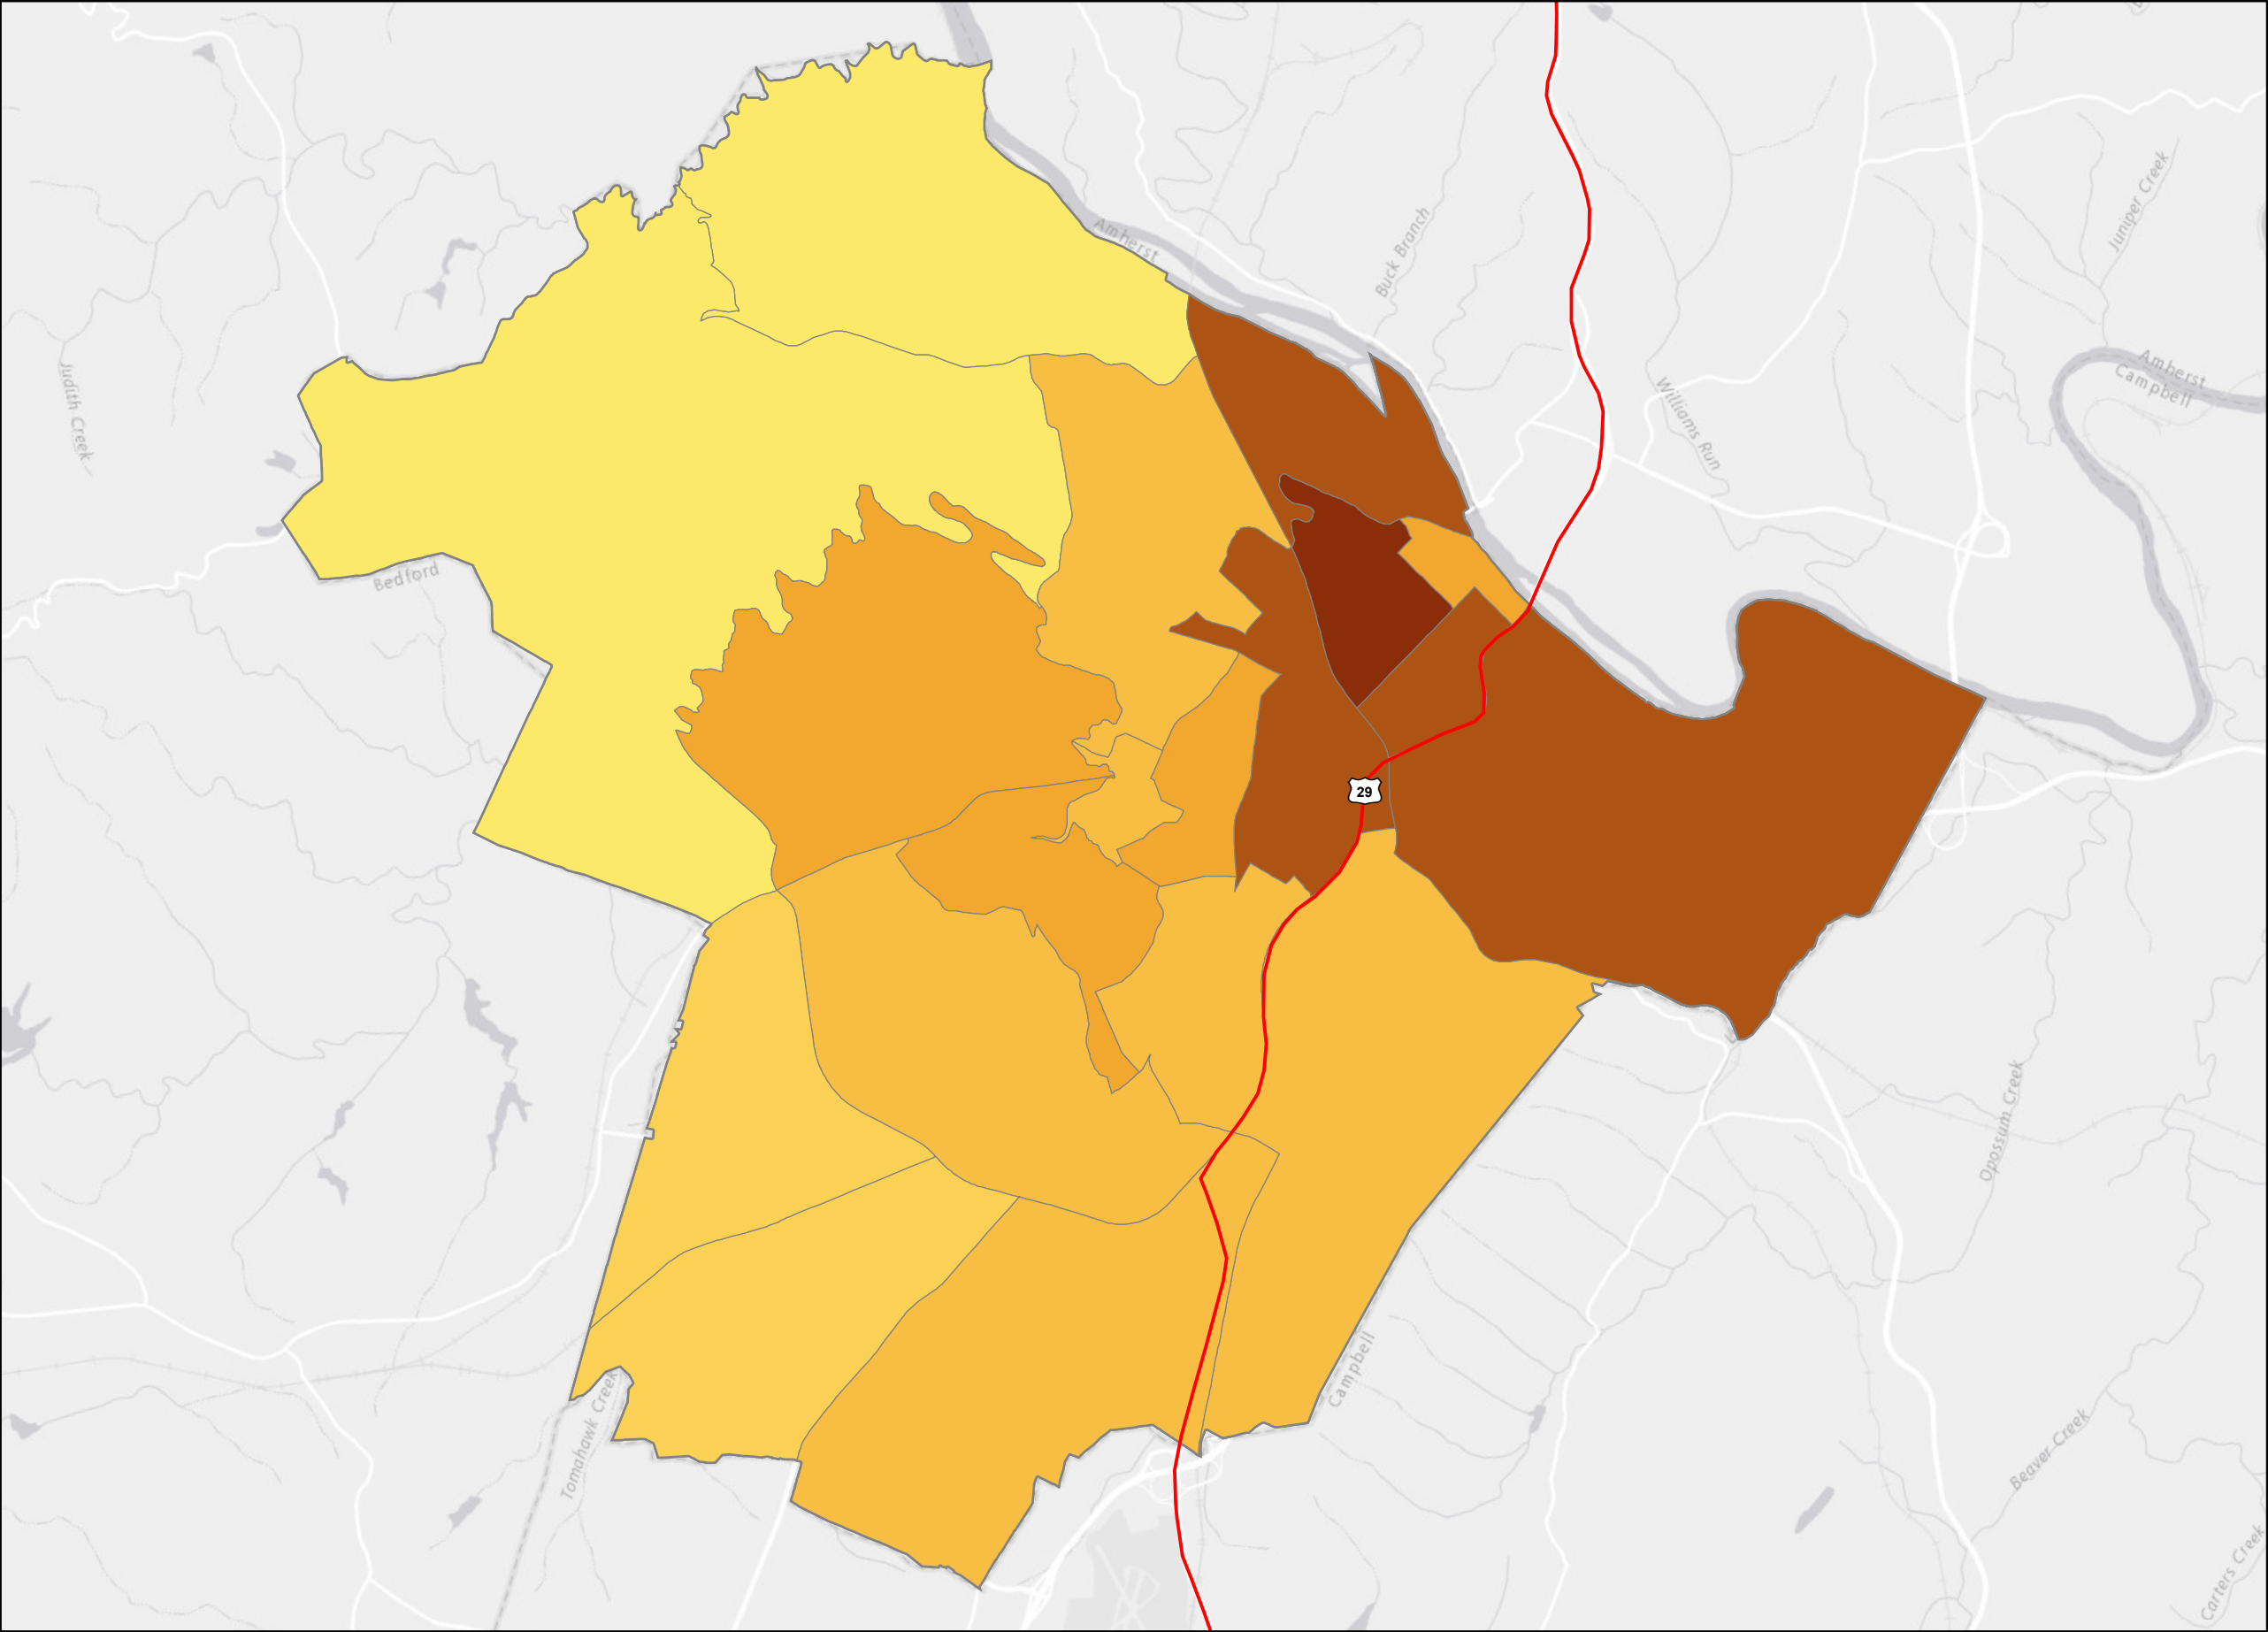 Amherst
Buck Branch
Juniper Creek
Judith Creek
Amherst
Campbell
Williams Run
Bedford
29
Opossum Creek
Campbell
Tomahawk Creek
Beaver Creek
Carters Creek